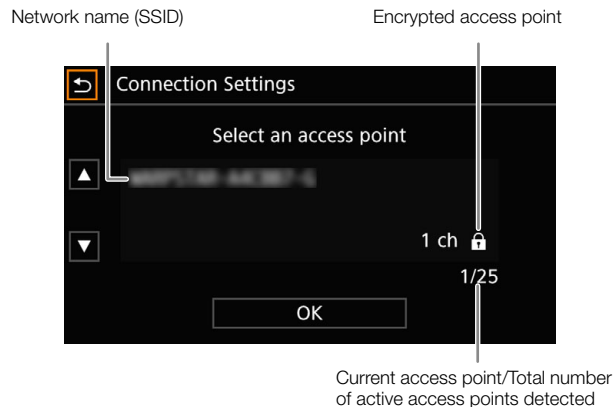 Network name (SSID)
Encrypted access point
Connection Settings
Select an access point
1 ch
1/25
OK
Current access point/Total number
of active access points detected